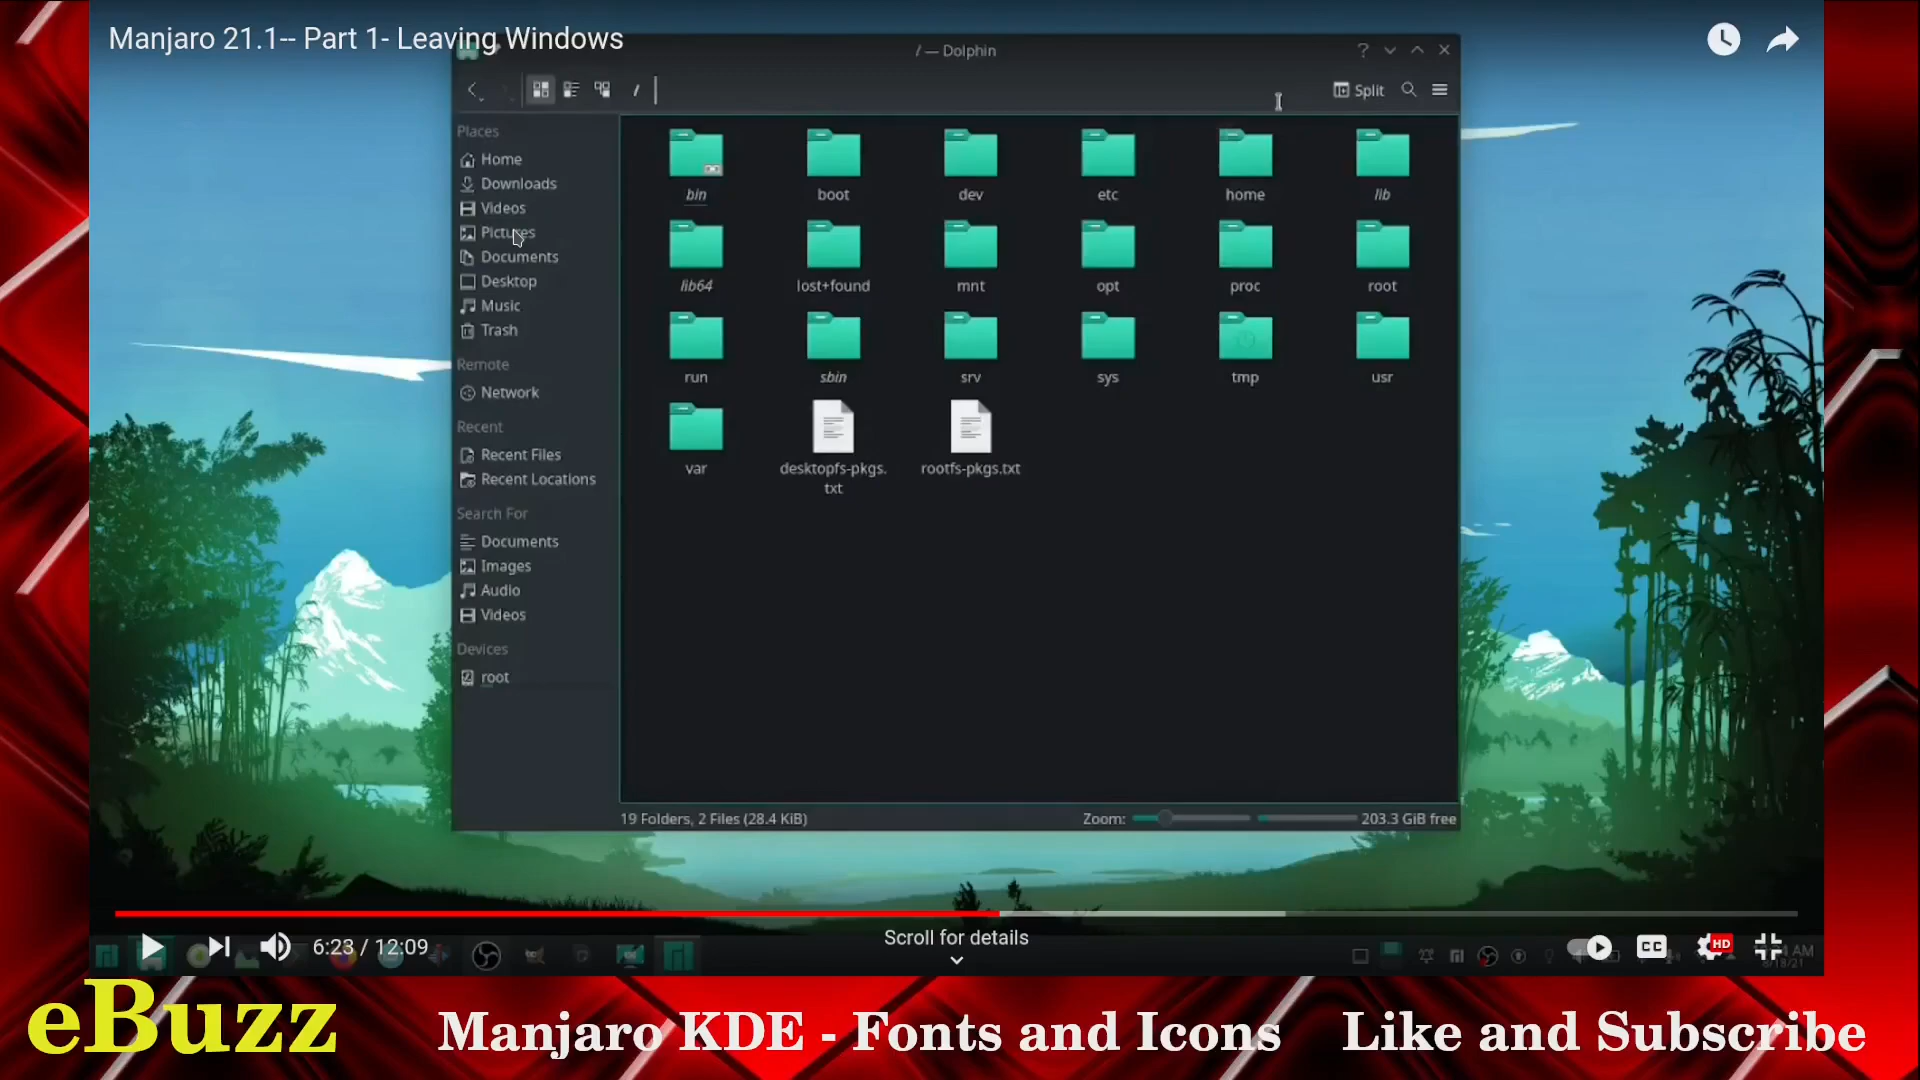 Manjaro 21.1-- Part 1- Leaving Windows
/ — Dolphin
/
Split
Places
Home
Downloads
Videos
Pictures
Documents
Desktop
Music
Trash
Remote
Network
Recent
Recent Files
Recent Locations
Search For
Documents
Images
Audio
Videos
Devices
root
bin boot dev etc home lib
lib64 lost+found mnt opt proc root
run sbin srv sys tmp usr
var desktopfs-pkgs. rootfs-pkgs.txt
txt
19 Folders, 2 Files (28.4 KiB) Zoom: 203.3 GiB free
Scroll for details
6:23 / 12:09 CC HD AM
eBuzz Manjaro KDE - Fonts and Icons Like and Subscribe